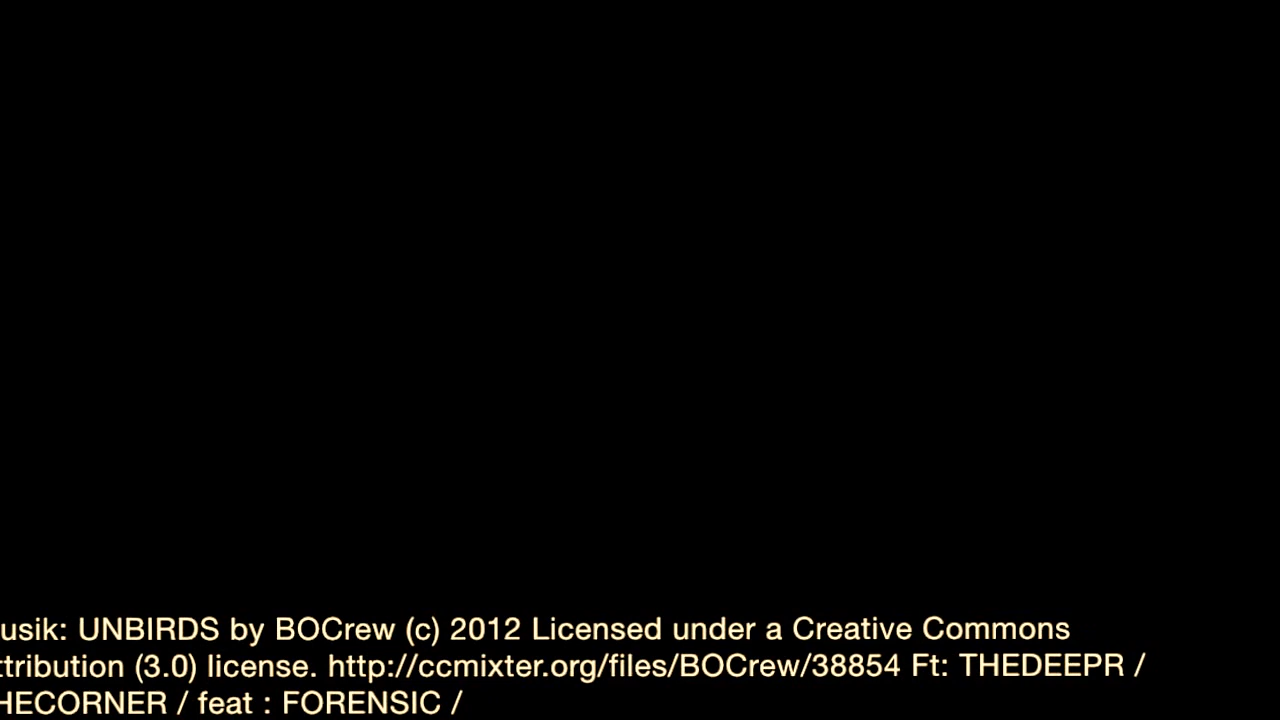 usik: UNBIRDS by BOCrew (c) 2012 Licensed under a Creative Commons
ttribution (3.0) license. http://ccmixter.org/files/BOCrew/38854 Ft: THEDEEPR /
HECORNER / feat : FORENSIC /